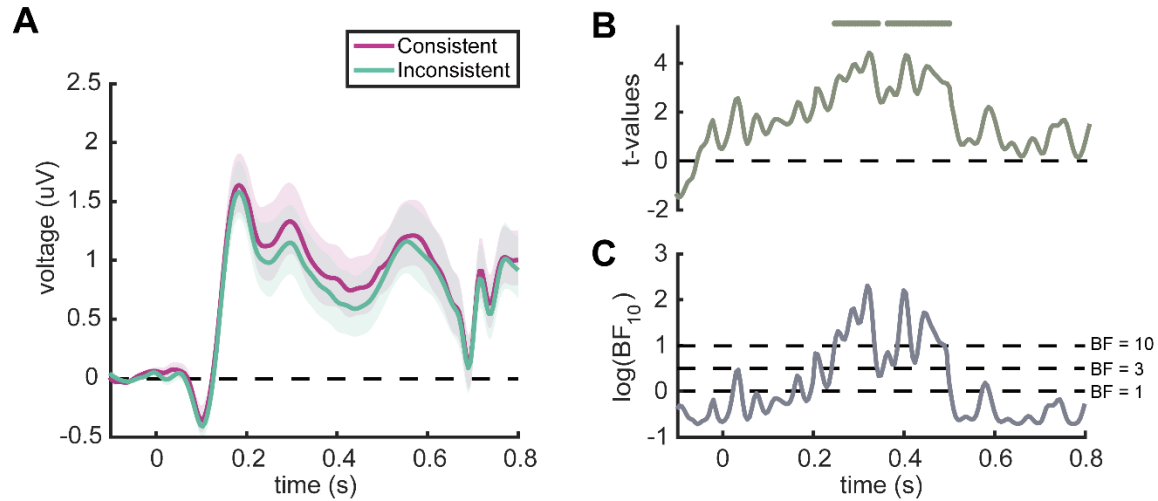 A
Consistent
Inconsistent
2.5
2
1.5
1
0.5
0
-0.5
voltage (uV)
0
0.2
0.4
0.6
0.8
time (s)
B
4
2
0
-2
t-values
C
3
2
1
0
-1
log(BF10)
BF = 10
BF = 3
BF = 1
0
0.2
0.4
0.6
0.8
time (s)